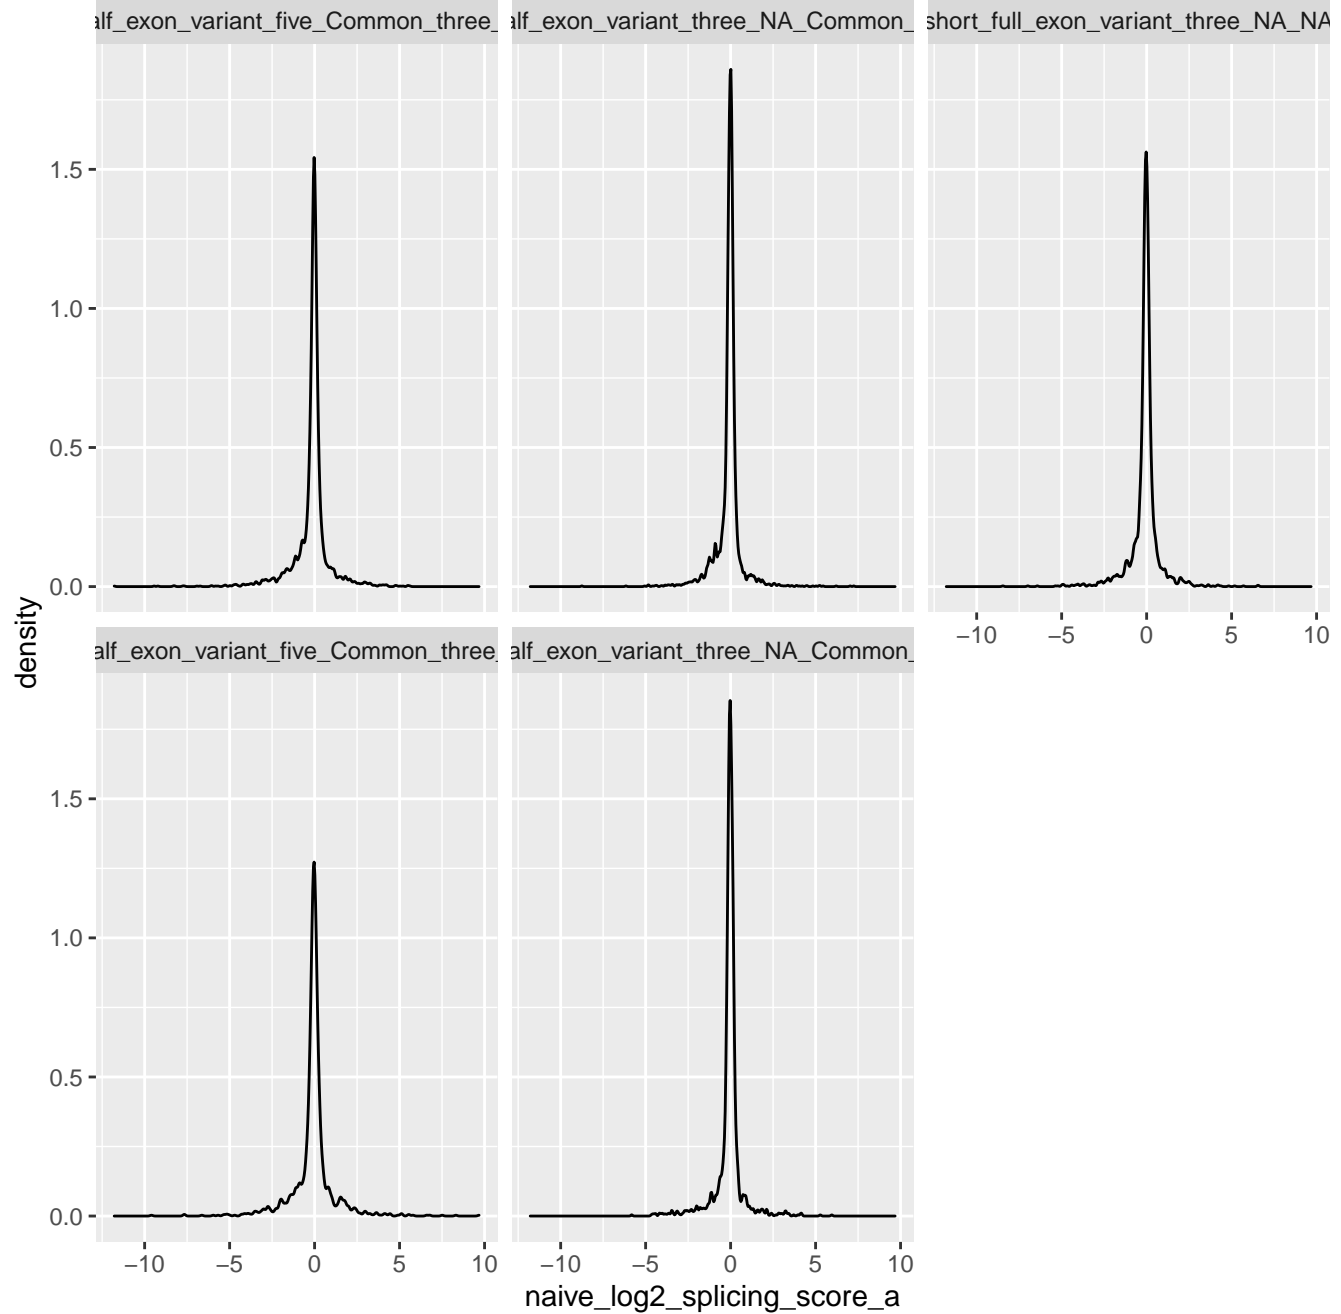 alf_exon_variant_five_Common_three_
alf_exon_variant_three_NA_Common_
short_full_exon_variant_three_NA_NA
1.5
1.0
0.5
0.0
−10 −5 0 5 10
alf_exon_variant_five_Common_three_
alf_exon_variant_three_NA_Common_
density
1.5
1.0
0.5
0.0
−10 −5 0 5 10
−10 −5 0 5 10
naive_log2_splicing_score_a